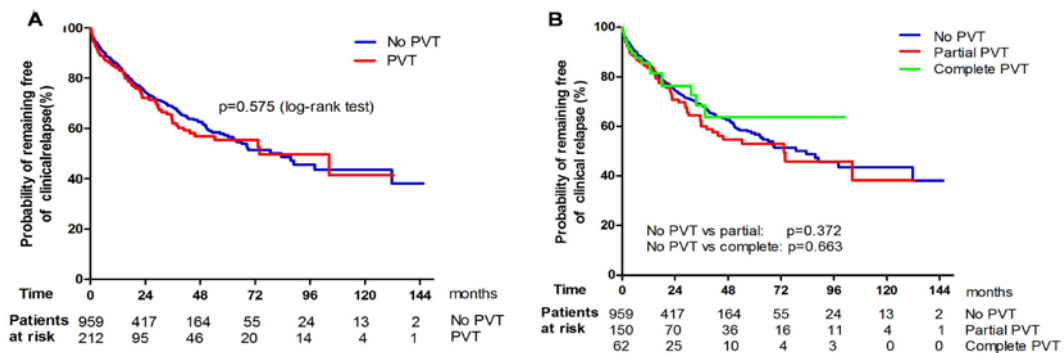 A
Probability of remaining free
of clinicalrelapse(%)
100
80
60
40
20
0
No PVT
PVT
p=0.575 (log-rank test)
Time 0 24 48 72 96 120 144 months
Patients 959 417 164 55 24 13 2 No PVT
at risk 212 95 46 20 14 4 1 PVT
B
Probability of remaining free
of clinical relapse (%)
100
80
60
40
20
0
No PVT
Partial PVT
Complete PVT
No PVT vs partial: p=0.372
No PVT vs complete: p=0.663
Time 0 24 48 72 96 120 144 months
Patients 959 417 164 55 24 13 2 No PVT
at risk 150 70 36 16 11 4 1 Partial PVT
62 25 10 4 3 0 0 Complete PVT